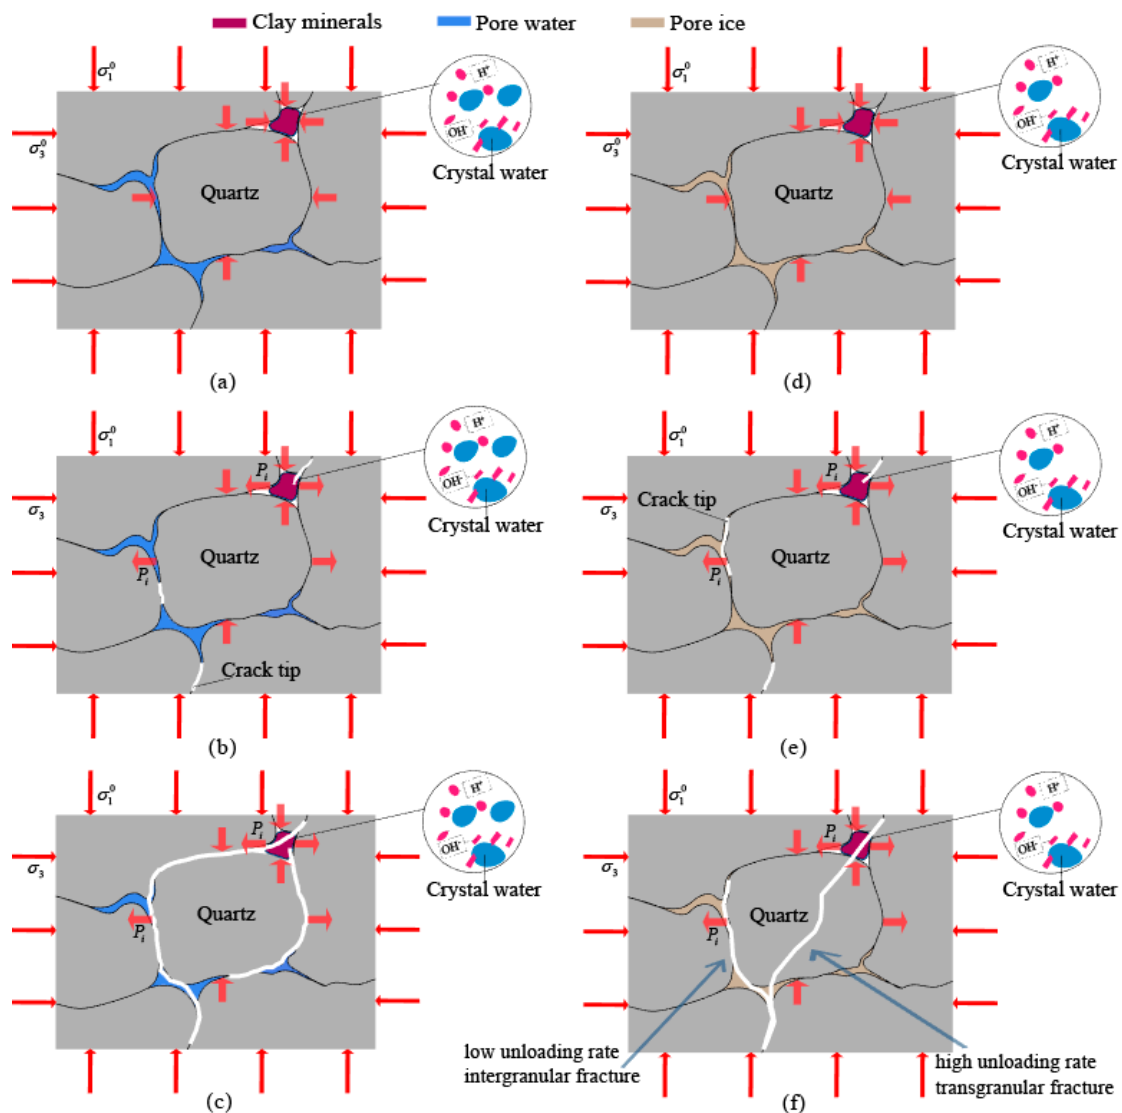 Clay minerals
Pore water
Pore ice
σ₁⁰
σ₃⁰
H⁺
OH⁻
Crystal water
Quartz
(a)
σ₁⁰
σ₃⁰
H⁺
OH⁻
Crystal water
Quartz
(d)
σ₁⁰
σ₃
Pᵢ
H⁺
OH⁻
Crystal water
Quartz
Pᵢ
Crack tip
(b)
σ₁⁰
σ₃
Pᵢ
H⁺
OH⁻
Crystal water
Crack tip
Quartz
Pᵢ
(e)
σ₁⁰
σ₃
Pᵢ
H⁺
OH⁻
Crystal water
Quartz
Pᵢ
(c)
σ₁⁰
σ₃
Pᵢ
H⁺
OH⁻
Crystal water
Quartz
Pᵢ
low unloading rate
intergranular fracture
high unloading rate
transgranular fracture
(f)